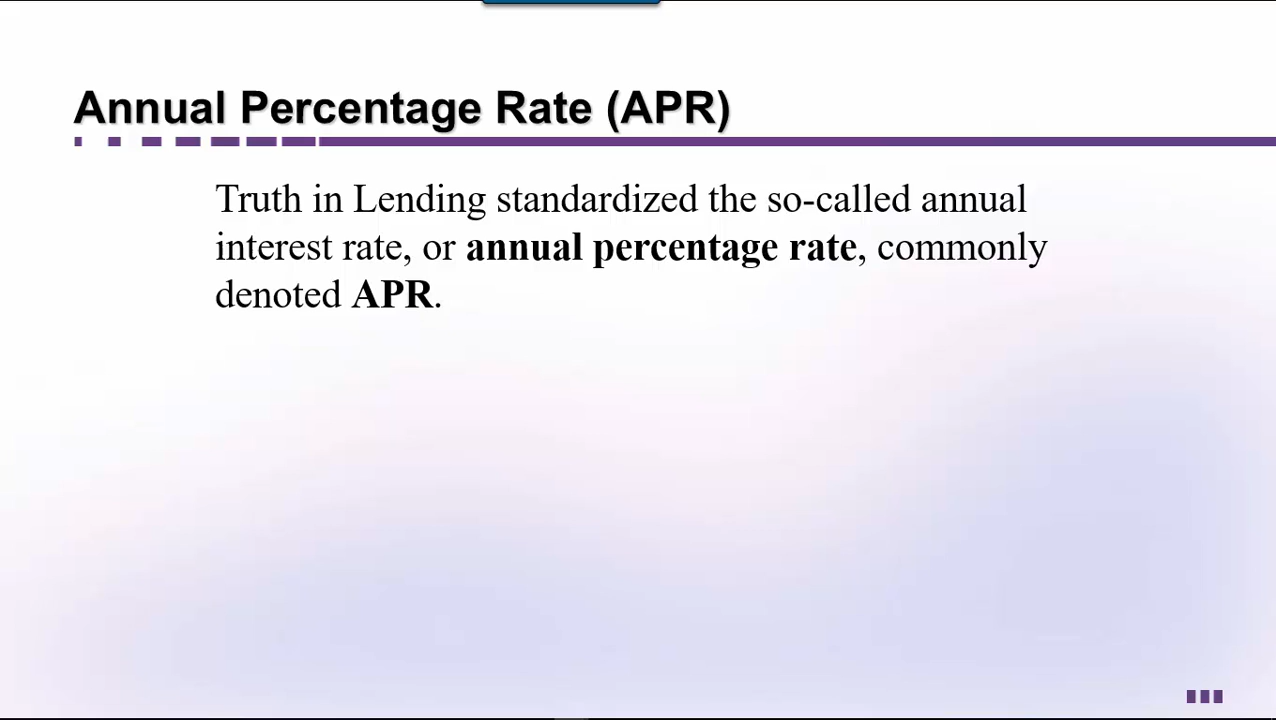 Annual Percentage Rate (APR)
Truth in Lending standardized the so-called annual
interest rate, or annual percentage rate, commonly
denoted APR.